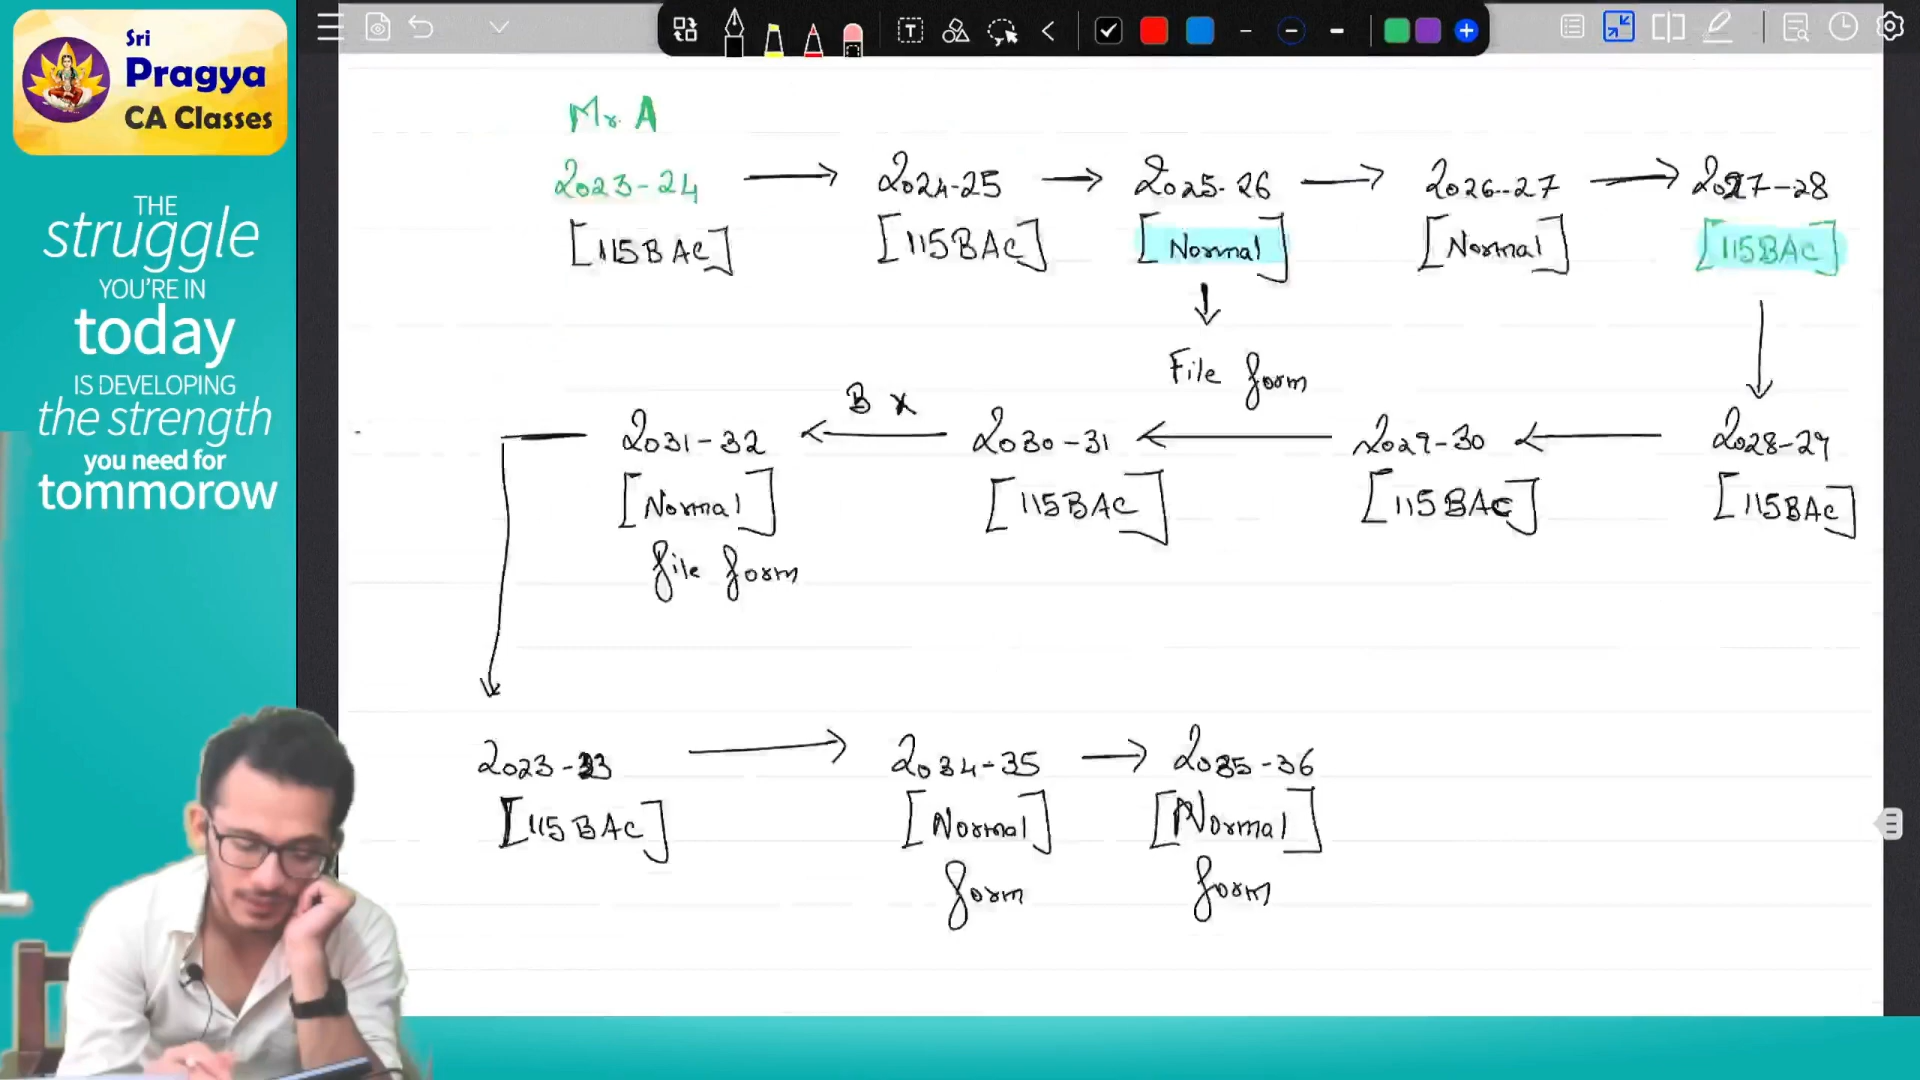 Sri
Pragya
CA Classes
THE
struggle
YOU'RE IN
today
IS DEVELOPING
the strength
you need for
tommorow
Mr. A
2023-24 → 2024-25 → 2025-26 → 2026-27 → 2027-28
[115BAC] [115BAC] [Normal] [Normal] [115BAC]
File form
B x
2031-32 ← 2030-31 ← 2029-30 ← 2028-29
[Normal] [115BAC] [115BAC] [115BAC]
file form
2023-33 → 2034-35 → 2035-36
[115BAC] [Normal] [Normal]
form form